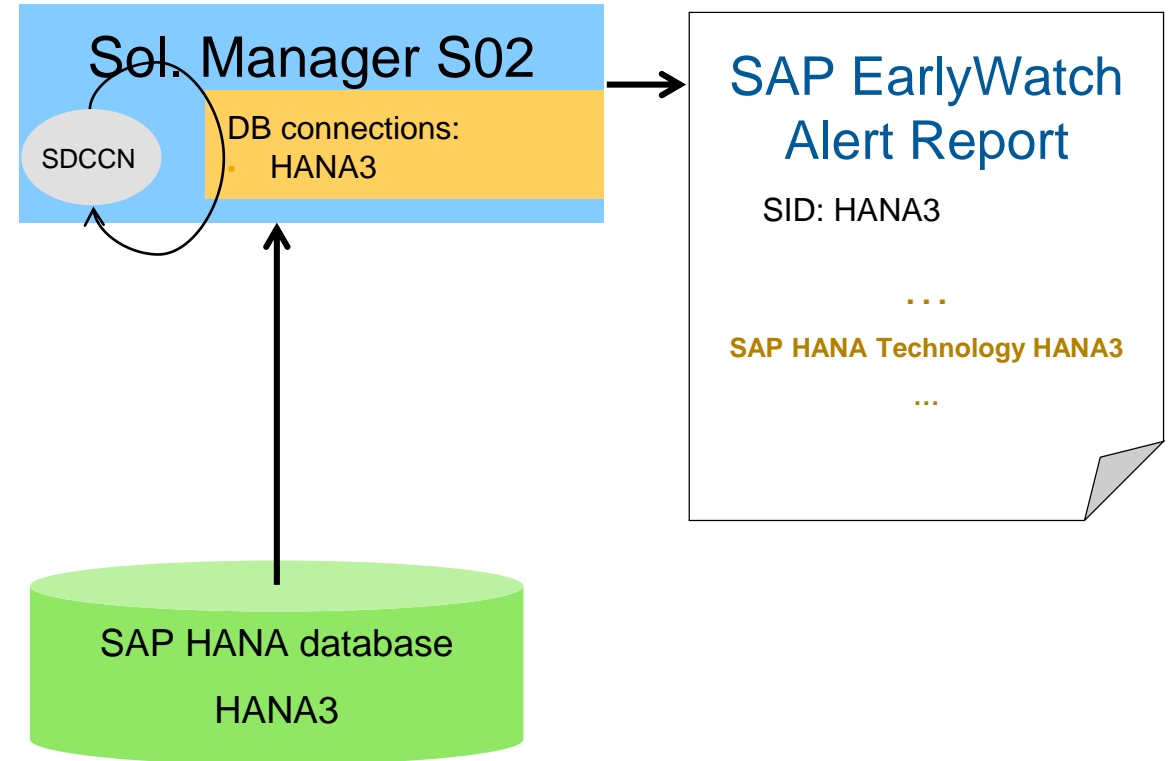 Sol. Manager S02
SDCCN
DB connections:
• HANA3
SAP EarlyWatch
Alert Report
SID: HANA3
...
SAP HANA Technology HANA3
...
SAP HANA database
HANA3